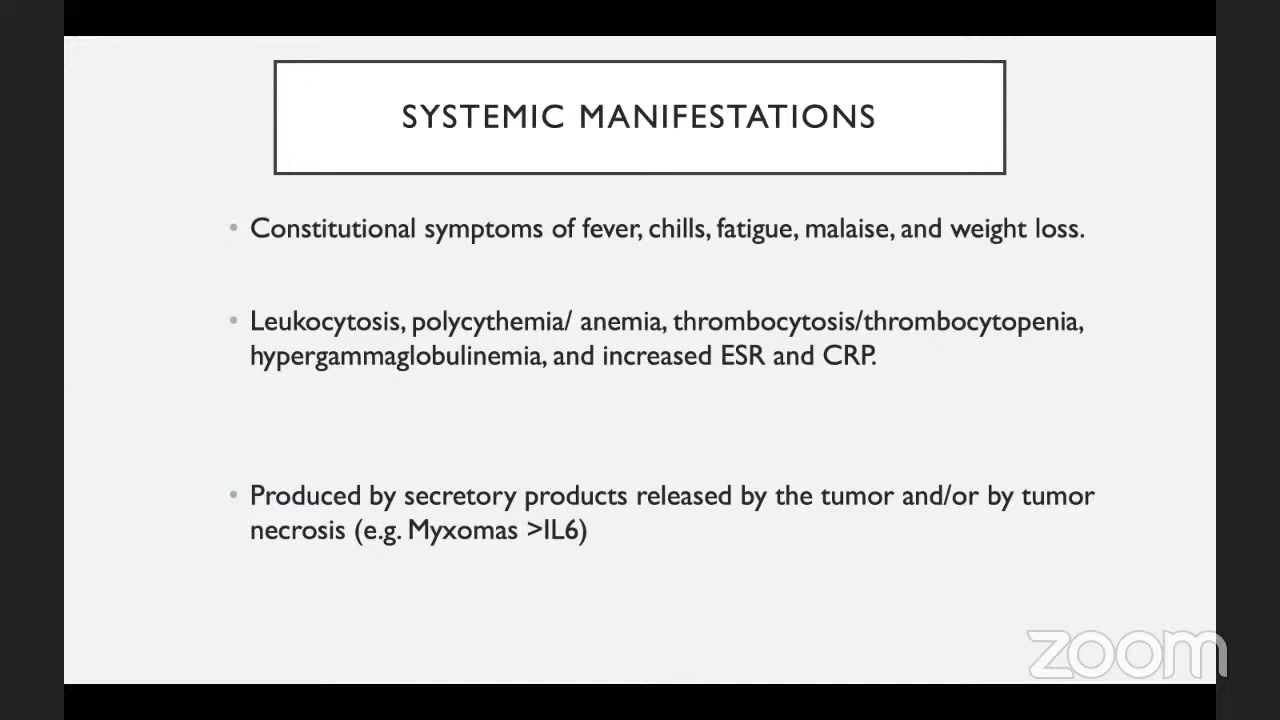 SYSTEMIC MANIFESTATIONS
• Constitutional symptoms of fever, chills, fatigue, malaise, and weight loss.
• Leukocytosis, polycythemia/ anemia, thrombocytosis/thrombocytopenia,
hypergammaglobulinemia, and increased ESR and CRP.
• Produced by secretory products released by the tumor and/or by tumor
necrosis (e.g. Myxomas >IL6)
zoom